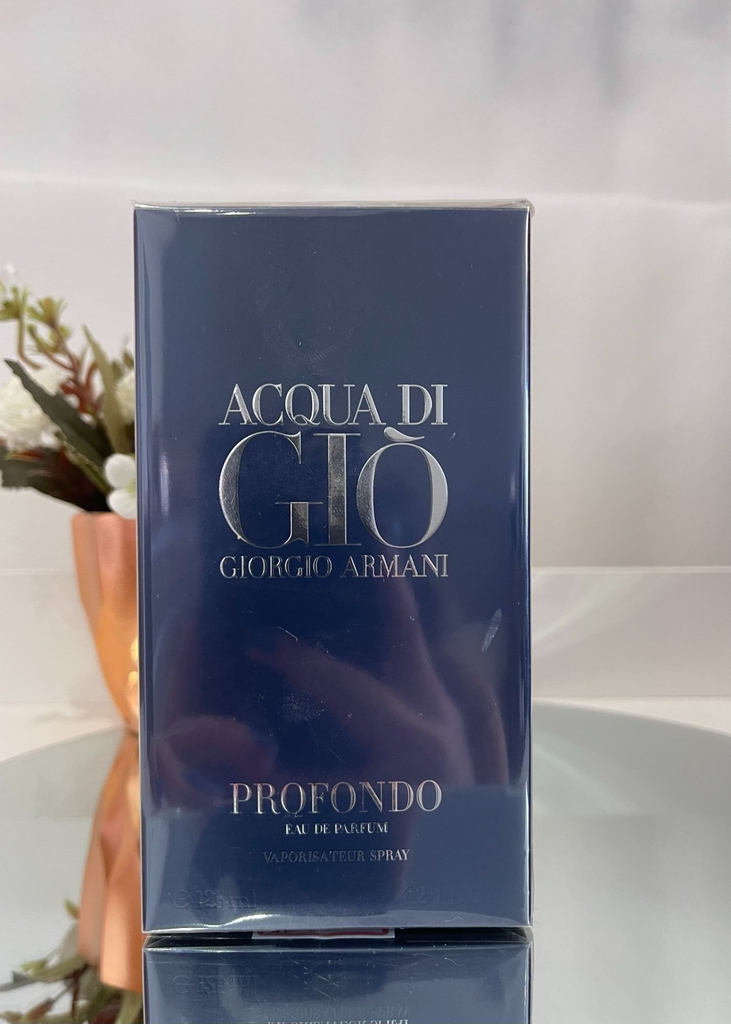 ACQUA DI
GIÒ
GIORGIO ARMANI
PROFONDO
EAU DE PARFUM
VAPORISATEUR SPRAY